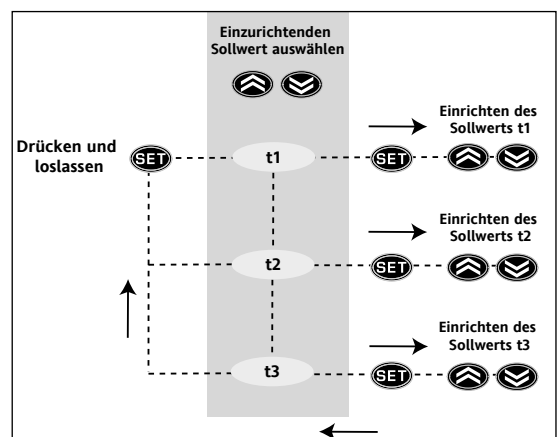 Einzurichtenden
Sollwert auswählen
Einrichten des
Sollwerts t1
Drücken und
loslassen
SET
t1
SET
Einrichten des
Sollwerts t2
t2
SET
Einrichten des
Sollwerts t3
t3
SET